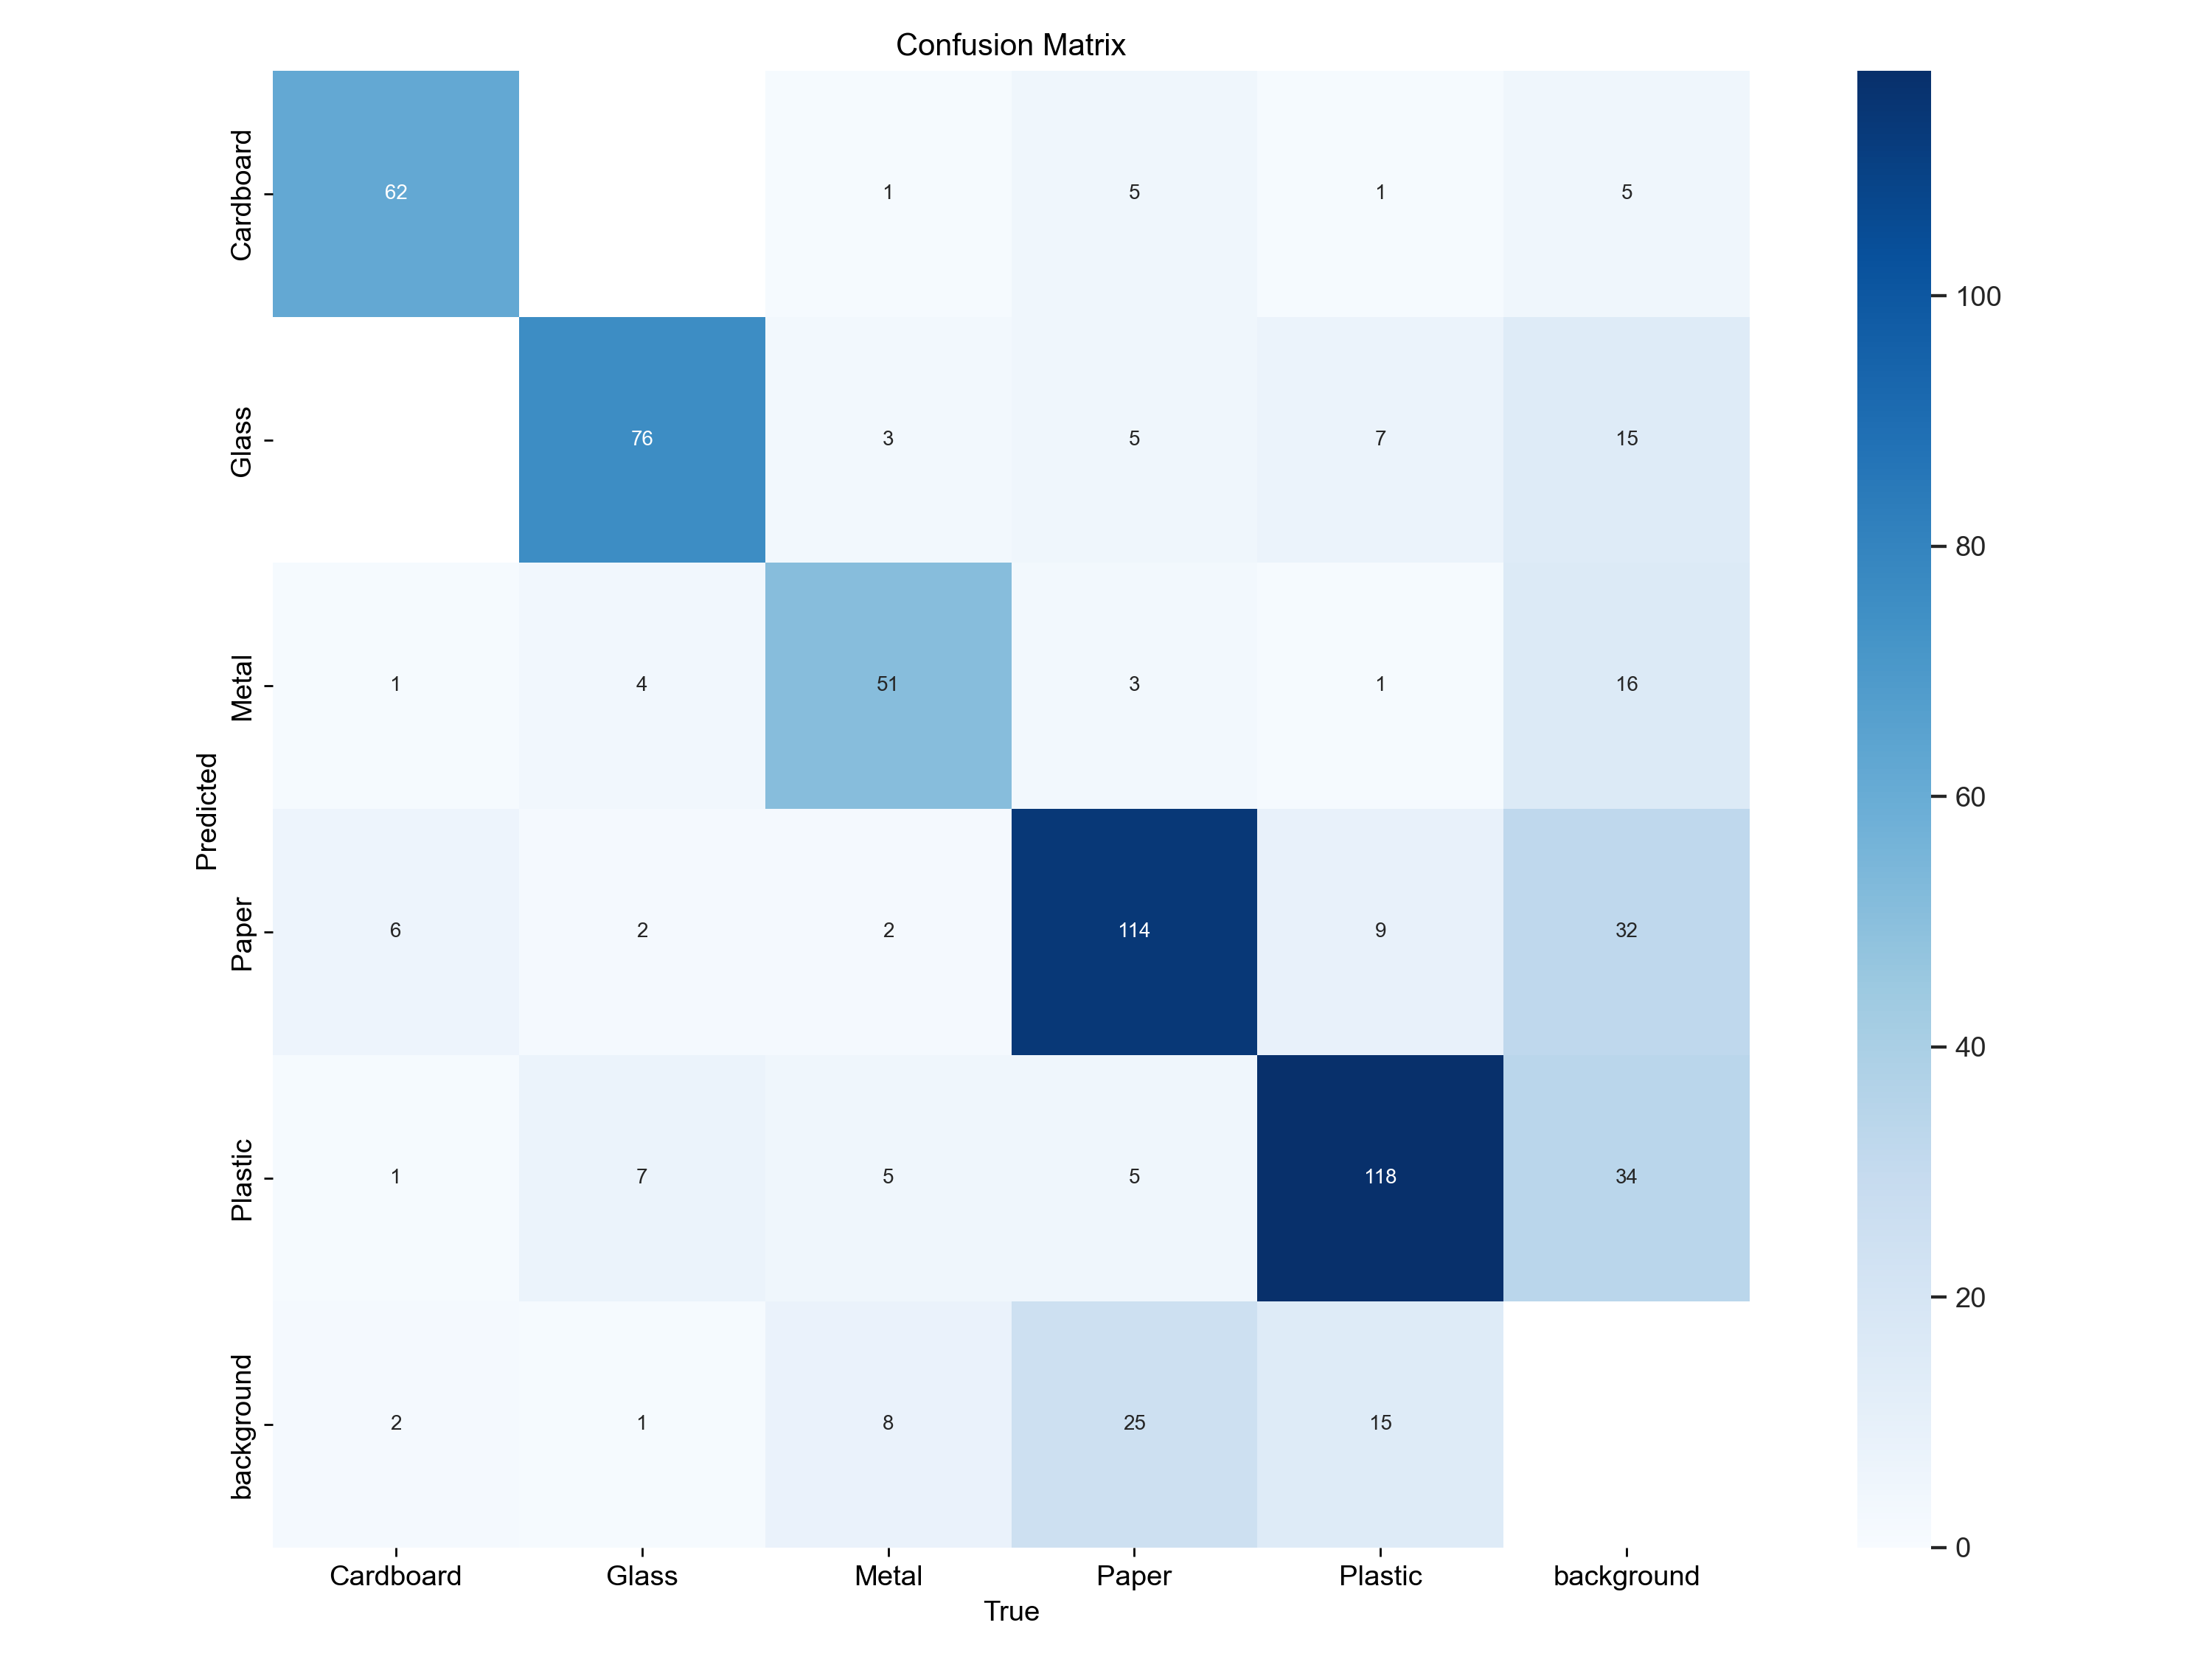 Confusion Matrix
Cardboard
62 1 5 1 5
Glass
76 3 5 7 15
Metal
1 4 51 3 1 16
Paper
6 2 2 114 9 32
Plastic
1 7 5 5 118 34
background
2 1 8 25 15
Predicted
Cardboard Glass Metal Paper Plastic background
True
100
80
60
40
20
0